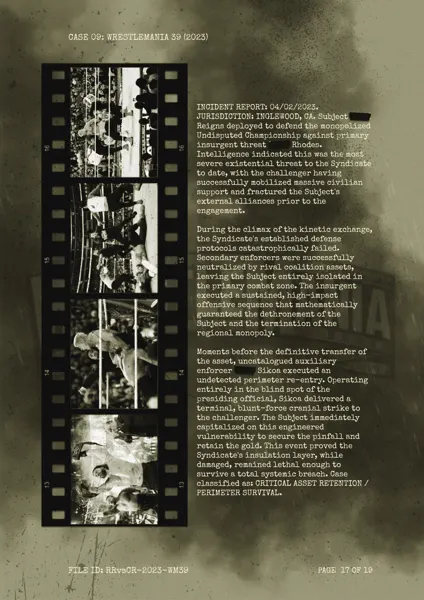 CASE 09: WRESTLEMANIA 39 (2023)
INCIDENT REPORT: 04/02/2023.
JURISDICTION: INGLEWOOD, CA. Subject
Reigns deployed to defend the monopolized
Undisputed Championship against primary
insurgent threat Rhodes.
Intelligence indicated this was the most
severe existential threat to the Syndicate
to date, with the challenger having
successfully mobilized massive civilian
support and fractured the Subject's
external alliances prior to the
engagement.
During the climax of the kinetic exchange,
the Syndicate's established defense
protocols catastrophically failed.
Secondary enforcers were successfully
neutralized by rival coalition assets,
leaving the Subject entirely isolated in
the primary combat zone. The insurgent
executed a sustained, high-impact
offensive sequence that mathematically
guaranteed the dethronement of the
Subject and the termination of the
regional monopoly.
Moments before the definitive transfer of
the asset, uncatalogued auxiliary
enforcer Sikoa executed an
undetected perimeter re-entry. Operating
entirely in the blind spot of the
presiding official, Sikoa delivered a
terminal, blunt-force cranial strike to
the challenger. The Subject immediately
capitalized on this engineered
vulnerability to secure the pinfall and
retain the gold. This event proved the
Syndicate's insulation layer, while
damaged, remained lethal enough to
survive a total systemic breach. Case
classified as: CRITICAL ASSET RETENTION /
PERIMETER SURVIVAL.
16
16
15
15
14
14
13
13
FILE ID: RRvsCR-2023-WM39
PAGE 17 OF 19